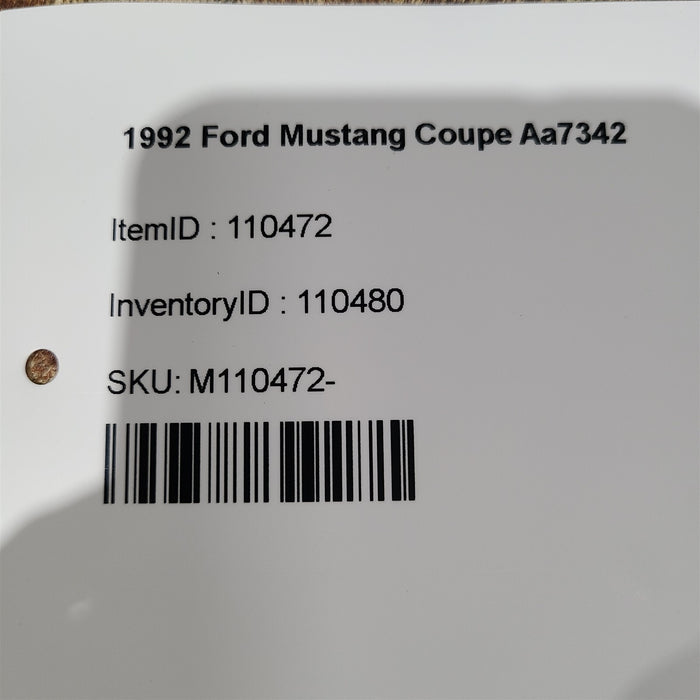 1992 Ford Mustang Coupe Aa7342
ItemID : 110472
InventoryID : 110480
SKU: M110472-